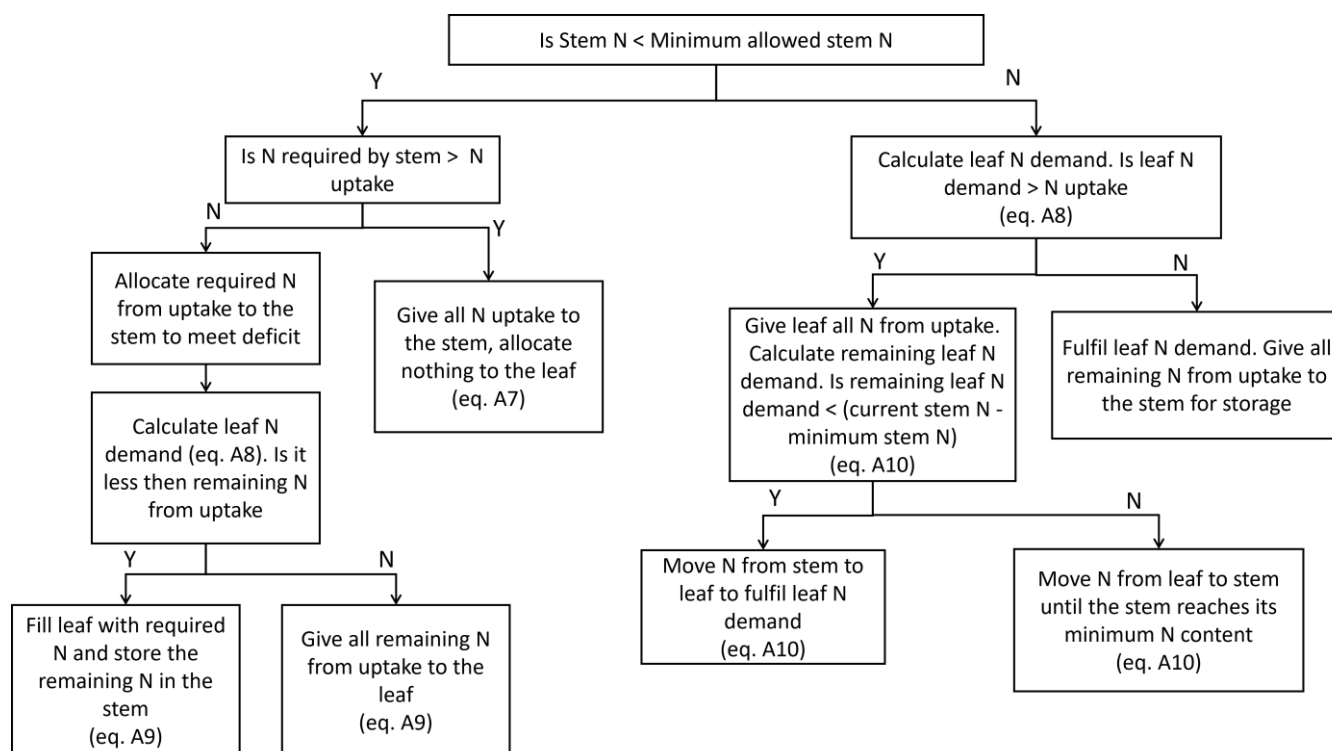 Is Stem N < Minimum allowed stem N
Y
N
Is N required by stem > N
uptake
Calculate leaf N demand. Is leaf N
demand > N uptake
(eq. A8)
N
Y
Y
N
Allocate required N
from uptake to the
stem to meet deficit
Give all N uptake to
the stem, allocate
nothing to the leaf
(eq. A7)
Give leaf all N from uptake.
Calculate remaining leaf N
demand. Is remaining leaf N
demand < (current stem N -
minimum stem N)
(eq. A10)
Fulfil leaf N demand. Give all
remaining N from uptake to
the stem for storage
Calculate leaf N
demand (eq. A8). Is it
less then remaining N
from uptake
Y
N
Y
N
Fill leaf with required
N and store the
remaining N in the
stem
(eq. A9)
Give all remaining N
from uptake to the
leaf
(eq. A9)
Move N from stem to
leaf to fulfil leaf N
demand
(eq. A10)
Move N from leaf to stem
until the stem reaches its
minimum N content
(eq. A10)